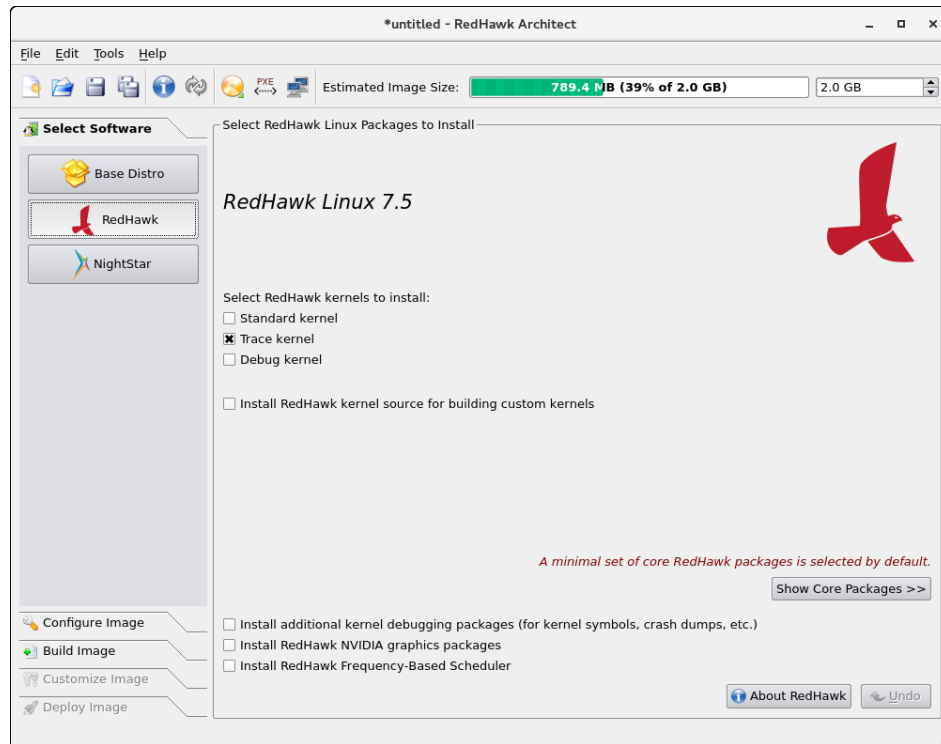 *untitled - RedHawk Architect
File Edit Tools Help
PXE
Estimated Image Size: 789.4 MB (39% of 2.0 GB) 2.0 GB
Select Software
Base Distro
RedHawk
NightStar
Configure Image
Build Image
Customize Image
Deploy Image
Select RedHawk Linux Packages to Install
RedHawk Linux 7.5
Select RedHawk kernels to install:
Standard kernel
Trace kernel
Debug kernel
Install RedHawk kernel source for building custom kernels
A minimal set of core RedHawk packages is selected by default.
Show Core Packages >>
Install additional kernel debugging packages (for kernel symbols, crash dumps, etc.)
Install RedHawk NVIDIA graphics packages
Install RedHawk Frequency-Based Scheduler
About RedHawk Undo